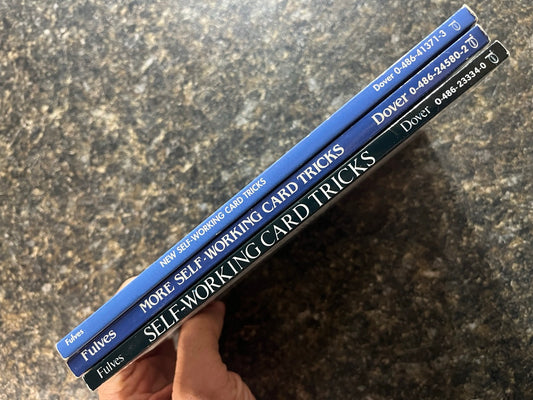 Fulves NEW SELF-WORKING CARD TRICKS Dover 0-486-41371-3
Fulves MORE SELF-WORKING CARD TRICKS Dover 0-486-24580-2
Fulves SELF-WORKING CARD TRICKS Dover 0-486-23334-0